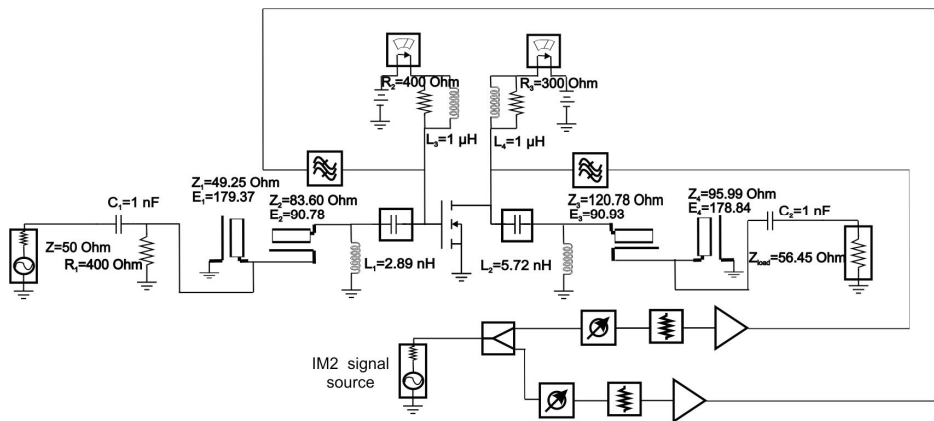 R₂=400 Ohm
R₃=300 Ohm
L₃=1 µH
L₄=1 µH
Z₁=49.25 Ohm
E₁=179.37
C₁=1 nF
Z₂=83.60 Ohm
E₂=90.78
Z₃=120.78 Ohm
E₃=90.93
Z₄=95.99 Ohm
E₄=178.84
C₂=1 nF
Z=50 Ohm
R₁=400 Ohm
L₁=2.89 nH
L₂=5.72 nH
Zload=56.45 Ohm
IM2 signal
source